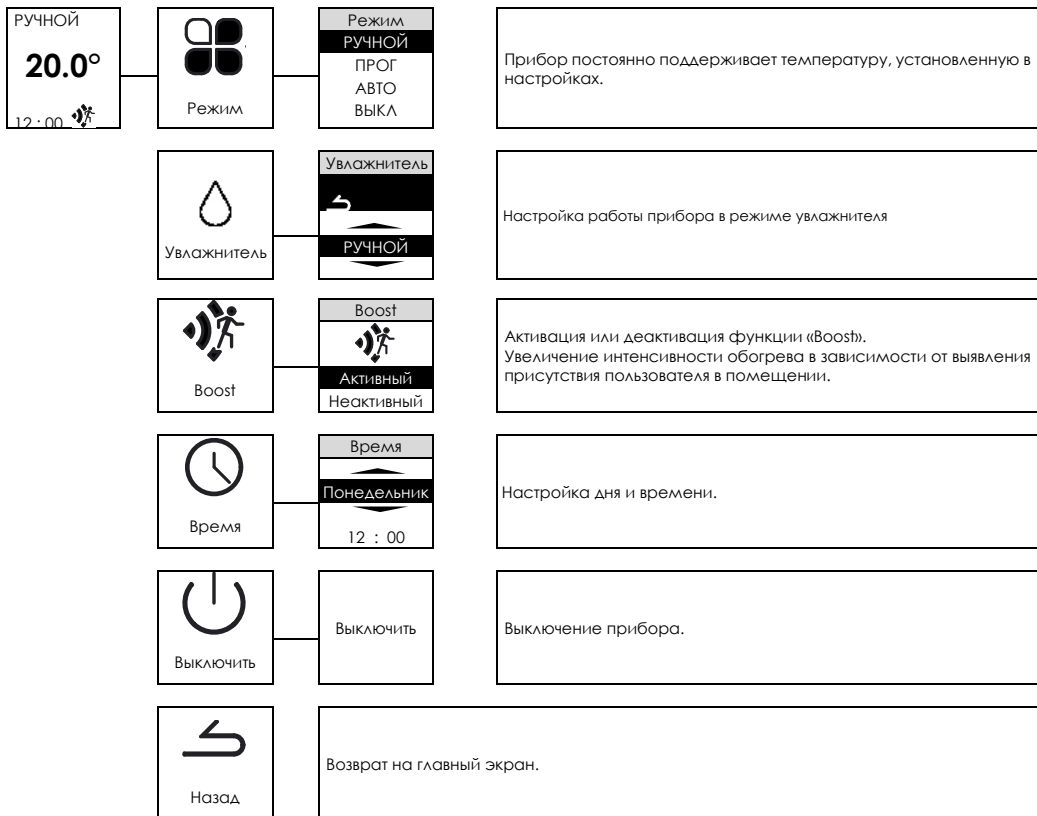 РУЧНОЙ
20.0°
12 : 00
Режим
Режим
РУЧНОЙ
ПРОГ
АВТО
ВЫКЛ
Прибор постоянно поддерживает температуру, установленную в
настройках.
Увлажнитель
Увлажнитель
РУЧНОЙ
Настройка работы прибора в режиме увлажнителя
Boost
Boost
Активный
Неактивный
Активация или деактивация функции «Boost».
Увеличение интенсивности обогрева в зависимости от выявления
присутствия пользователя в помещении.
Время
Время
Понедельник
12 : 00
Настройка дня и времени.
Выключить
Выключить
Выключение прибора.
Назад
Возврат на главный экран.